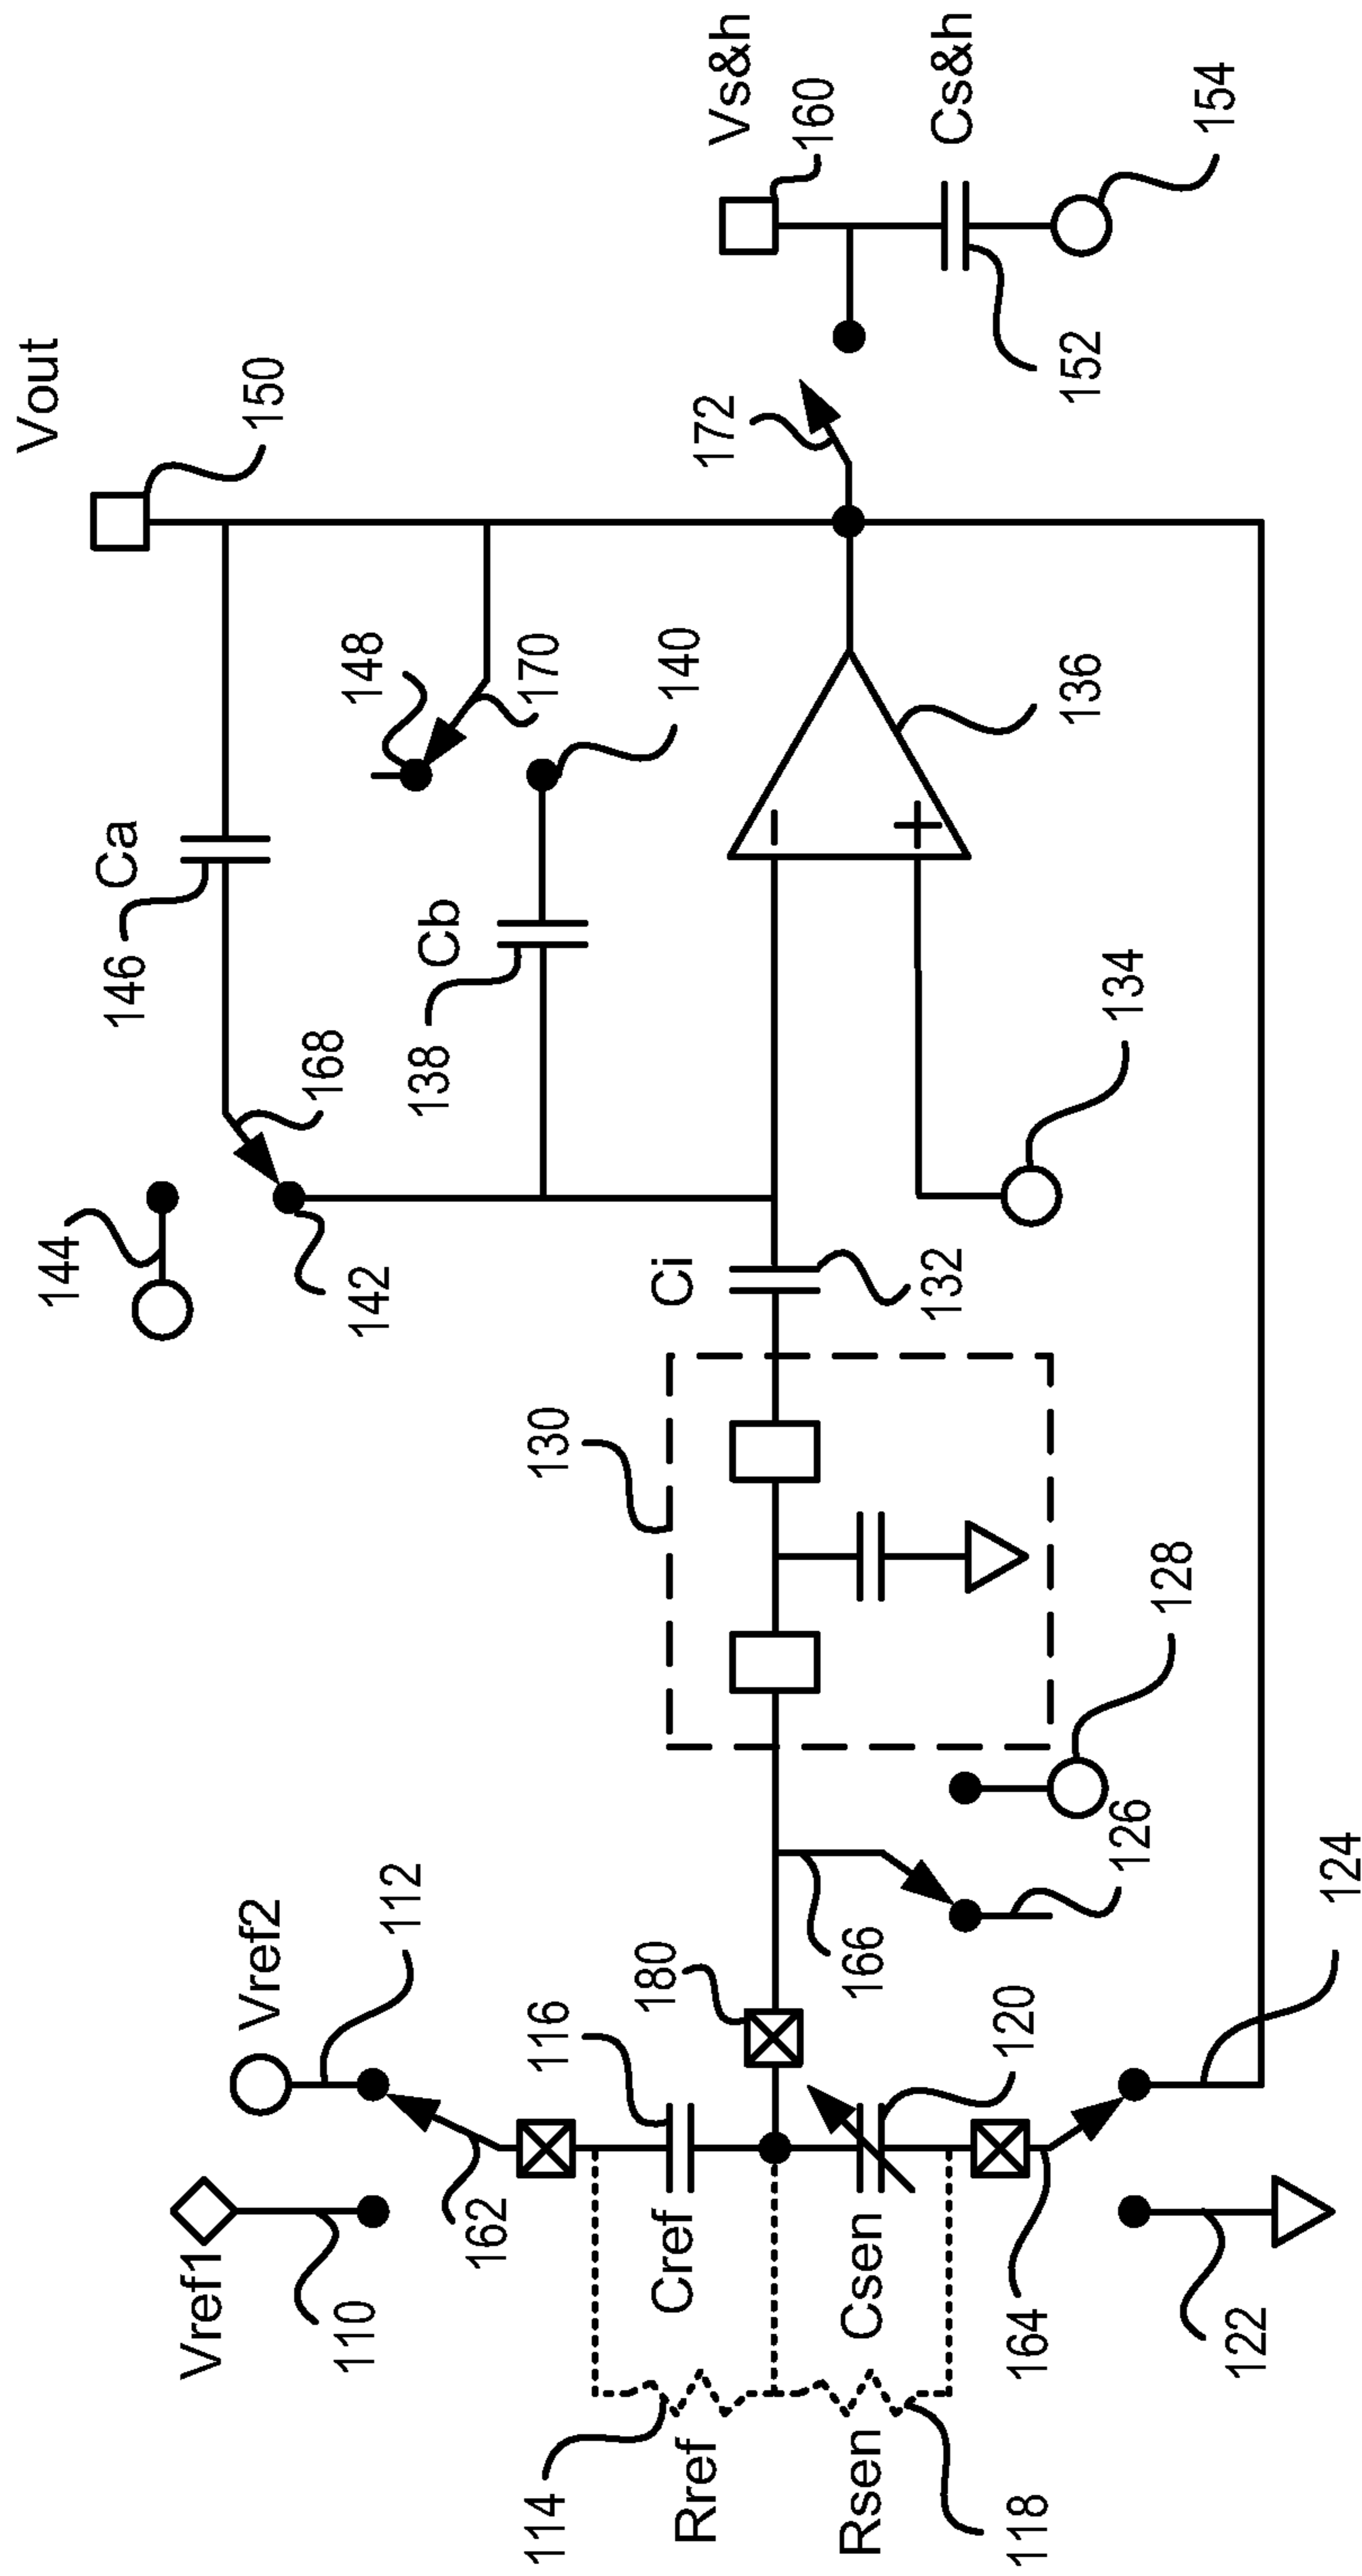 Vref1
110
Vref2
112
162
114
Rref
Cref
116
180
Rsen
118
Csen
120
164
122
124
166
126
128
130
Ci
132
134
144
142
168
146
Ca
138
Cb
148
170
140
−
+
136
Vout
150
172
Vs&h
160
Cs&h
152
154